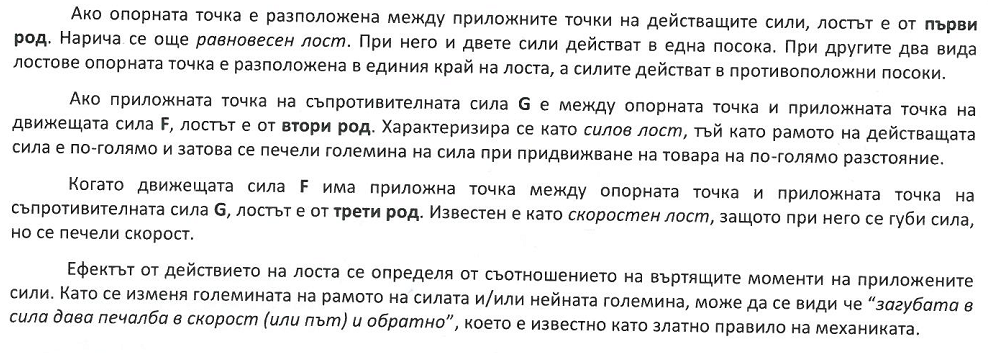 Ако опорната точка е разположена между приложните точки на действащите сили, лостът е от първи
род. Нарича се още равновесен лост. При него и двете сили действат в една посока. При другите два вида
лостове опорната точка е разположена в единия край на лоста, а силите действат в противоположни посоки.
Ако приложната точка на съпротивителната сила G е между опорната точка и приложната точка на
движещата сила F, лостът е от втори род. Характеризира се като силов лост, тъй като рамото на действащата
сила е по-голямо и затова се печели големина на сила при придвижване на товара на по-голямо разстояние.
Когато движещата сила F има приложна точка между опорната точка и приложната точка на
съпротивителната сила G, лостът е от трети род. Известен е като скоростен лост, защото при него се губи сила,
но се печели скорост.
Ефектът от действието на лоста се определя от съотношението на въртящите моменти на приложените
сили. Като се изменя големината на рамото на силата и/или нейната големина, може да се види че “загубата в
сила дава печалба в скорост (или път) и обратно”, което е известно като златно правило на механиката.